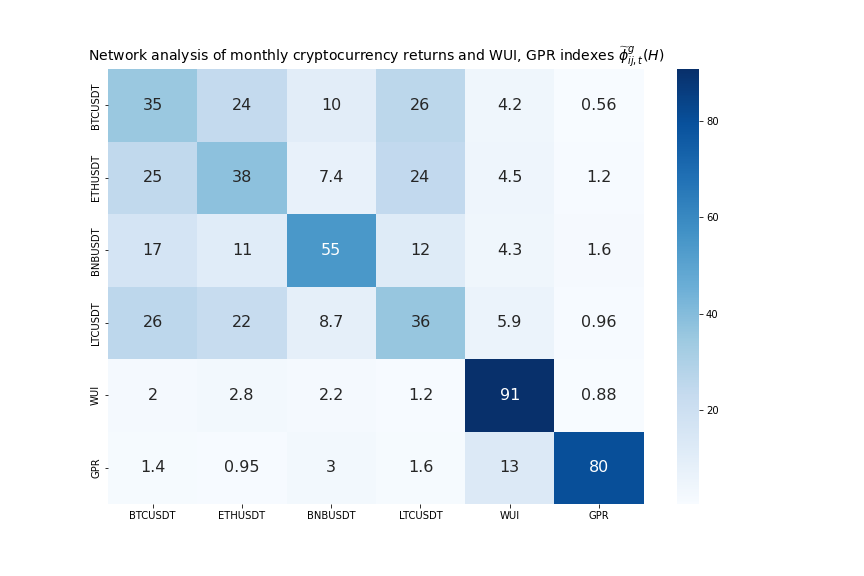 Network analysis of monthly cryptocurrency returns and WUI, GPR indexes $\widetilde{\phi}^{g}_{ij,t}(H)$
BTCUSDT 35 24 10 26 4.2 0.56
ETHUSDT 25 38 7.4 24 4.5 1.2
BNBUSDT 17 11 55 12 4.3 1.6
LTCUSDT 26 22 8.7 36 5.9 0.96
WUI 2 2.8 2.2 1.2 91 0.88
GPR 1.4 0.95 3 1.6 13 80
BTCUSDT ETHUSDT BNBUSDT LTCUSDT WUI GPR
80
60
40
20